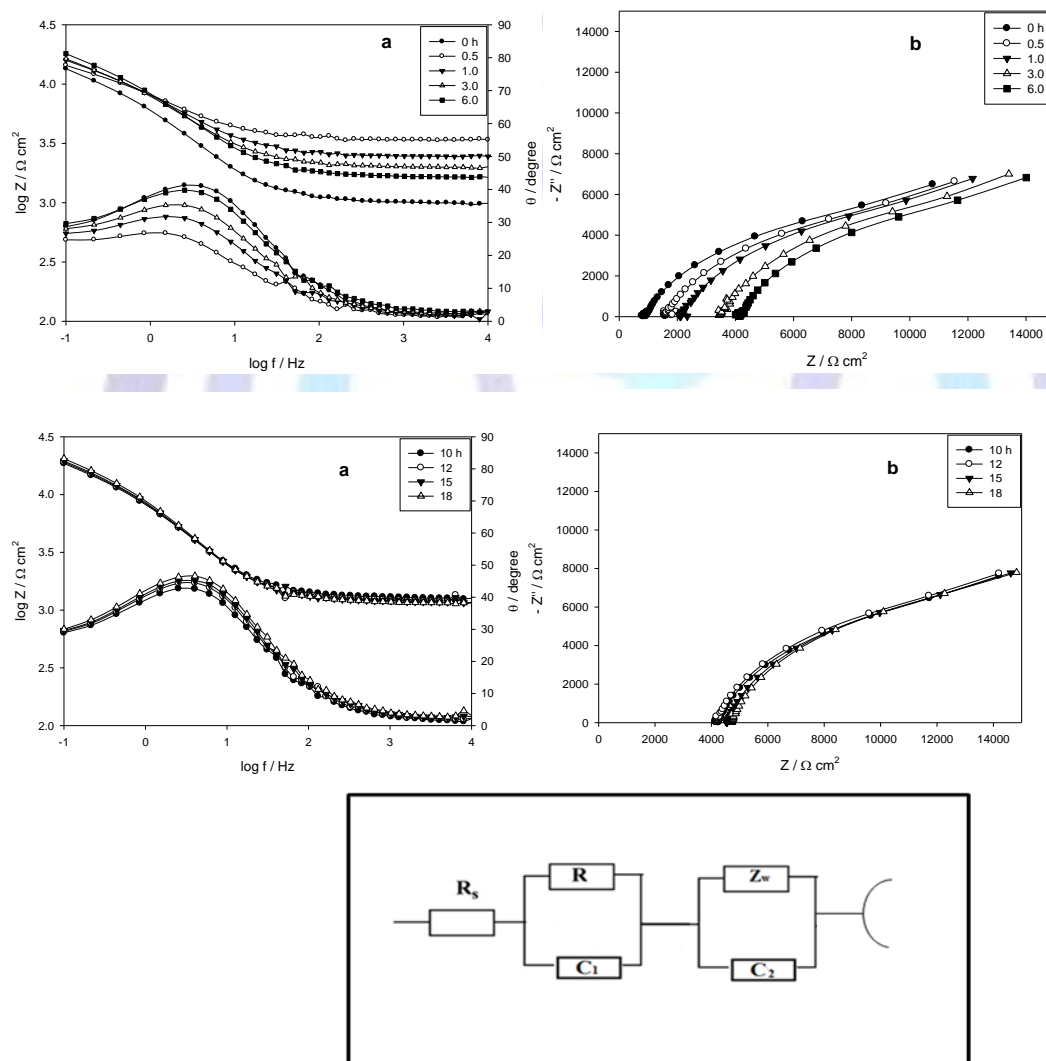 a
0 h
0.5
1.0
3.0
6.0
4.5
4.0
3.5
3.0
2.5
2.0
log Z / Ω cm²
90
80
70
60
50
40
30
20
10
0
θ / degree
-1 0 1 2 3 4
log f / Hz
b
0 h
0.5
1.0
3.0
6.0
14000
12000
10000
8000
6000
4000
2000
0
- Z'' / Ω cm²
0 2000 4000 6000 8000 10000 12000 14000
Z / Ω cm²
a
10 h
12
15
18
4.5
4.0
3.5
3.0
2.5
2.0
log Z / Ω cm²
90
80
70
60
50
40
30
20
10
0
θ / degree
-1 0 1 2 3 4
log f / Hz
b
10 h
12
15
18
14000
12000
10000
8000
6000
4000
2000
0
- Z'' / Ω cm²
0 2000 4000 6000 8000 10000 12000 14000
Z / Ω cm²
Rs
R
C1
Zw
C2